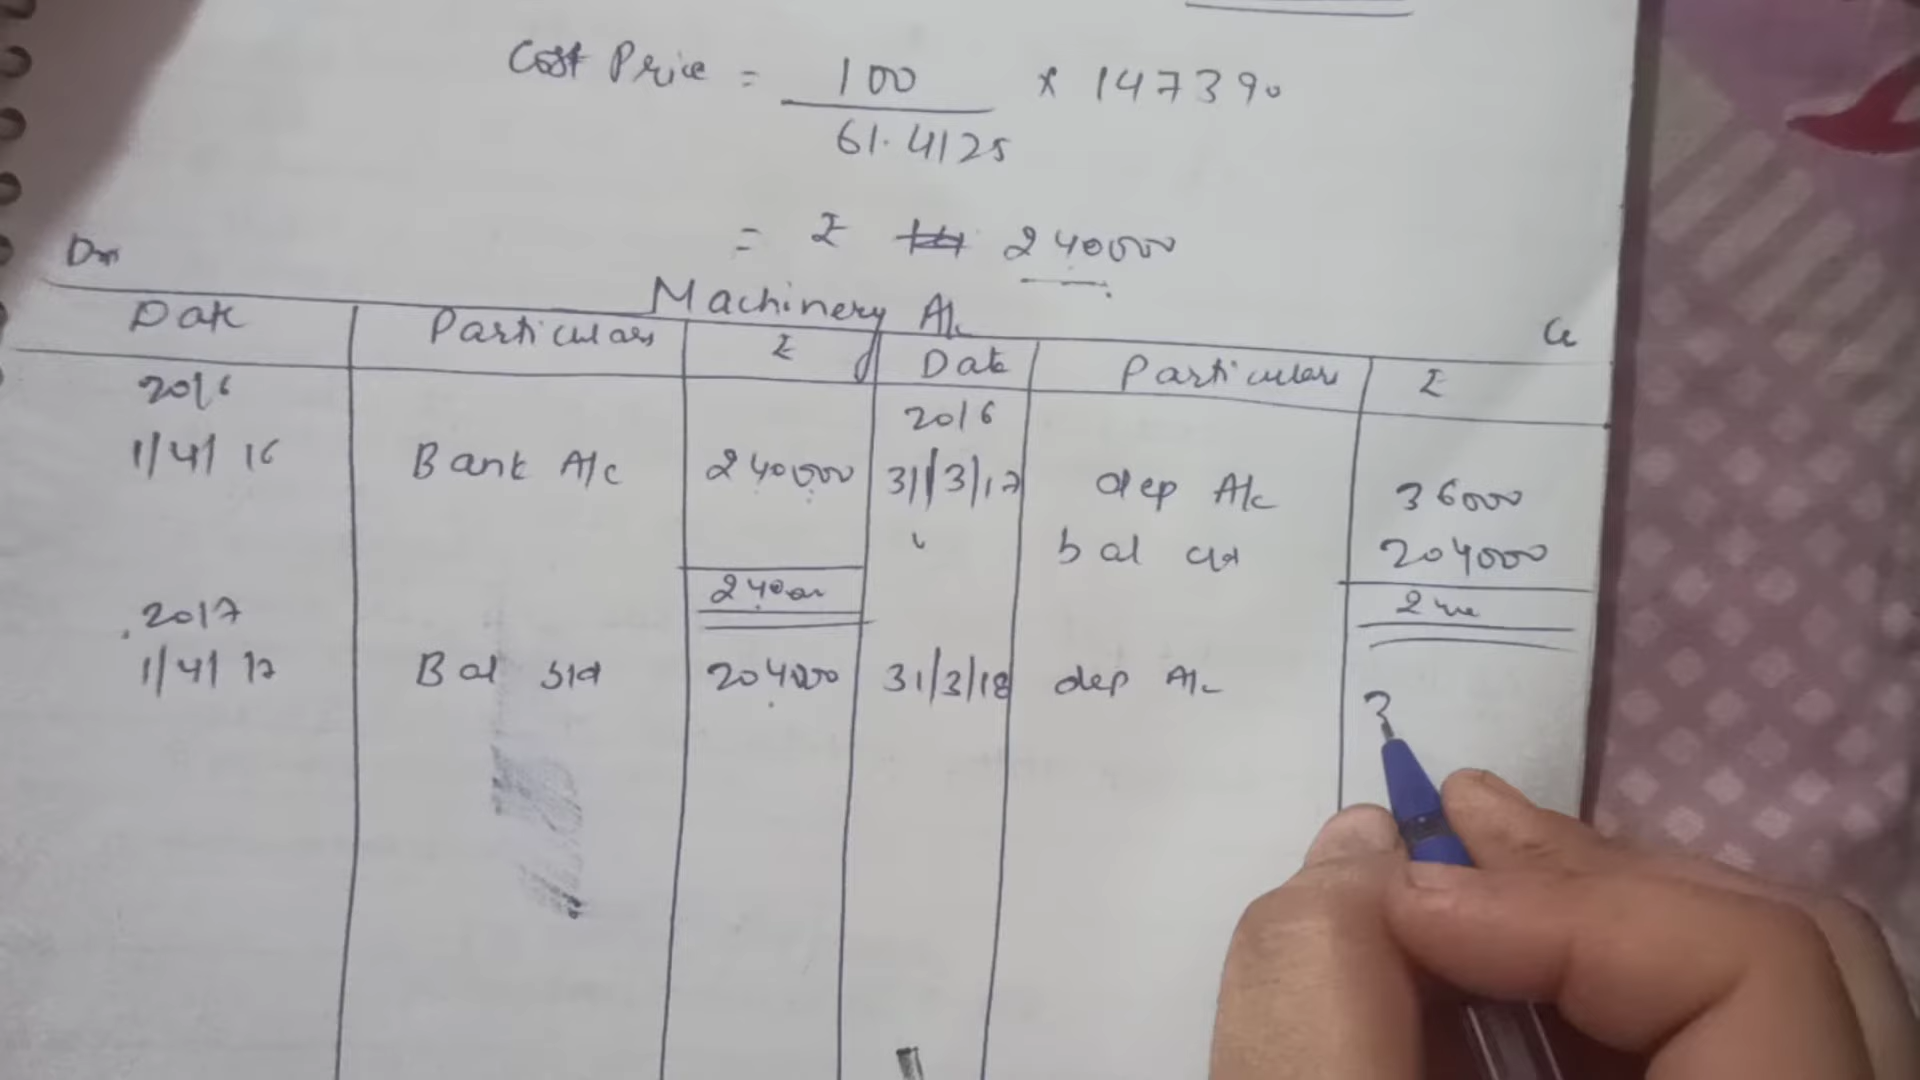 Cost Price = 100 / 61.4125 × 147390
= ₹ 240000
Dr
Machinery A/c
Cr
Date Particulars ₹ Date Particulars ₹
2016 2016
1/4/16 Bank A/c 240000 31/3/17 dep A/c 36000
bal c/d 204000
24000
2017
1/4/17 Bal b/d 204000 31/3/18 dep A/c 3